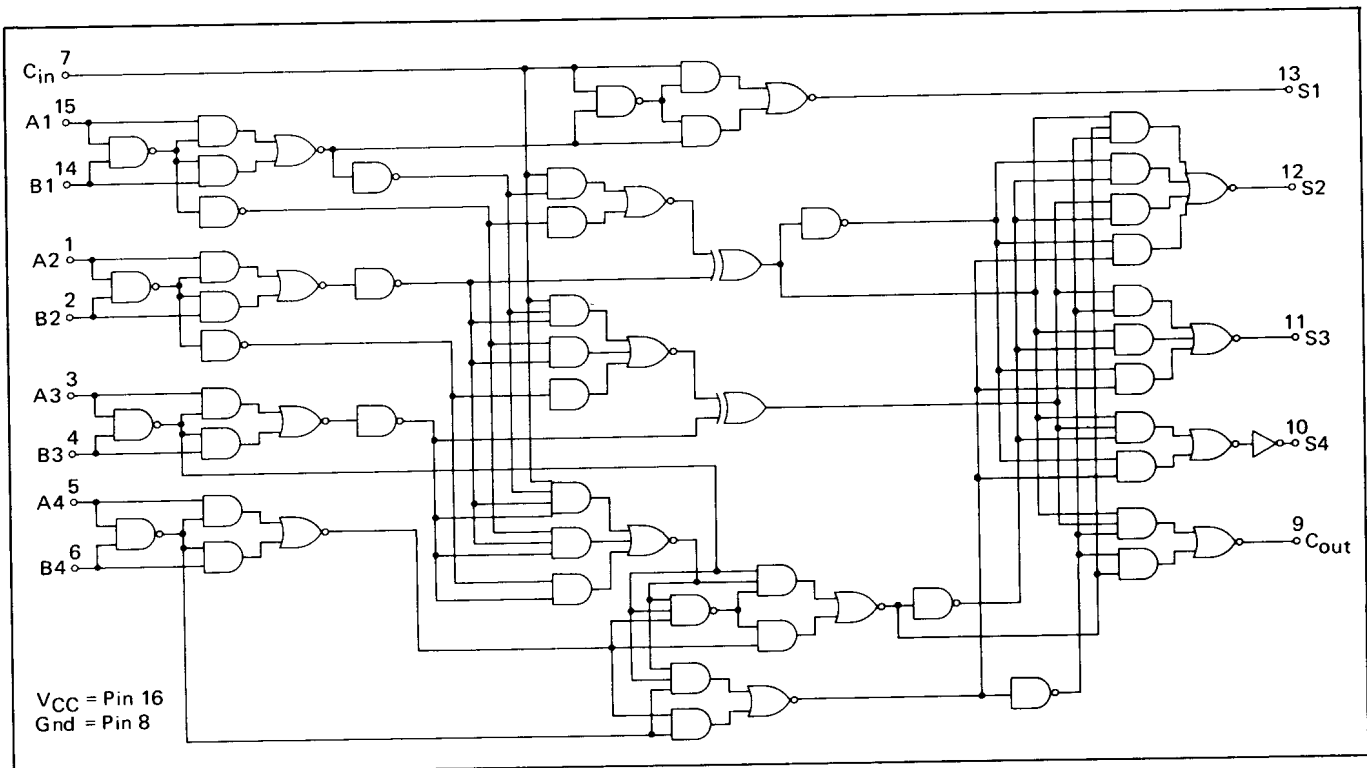 7
Cin
15
A1
14
B1
1
A2
2
B2
3
A3
4
B3
5
A4
6
B4
13
S1
12
S2
11
S3
10
S4
9
Cout
VCC = Pin 16
Gnd = Pin 8